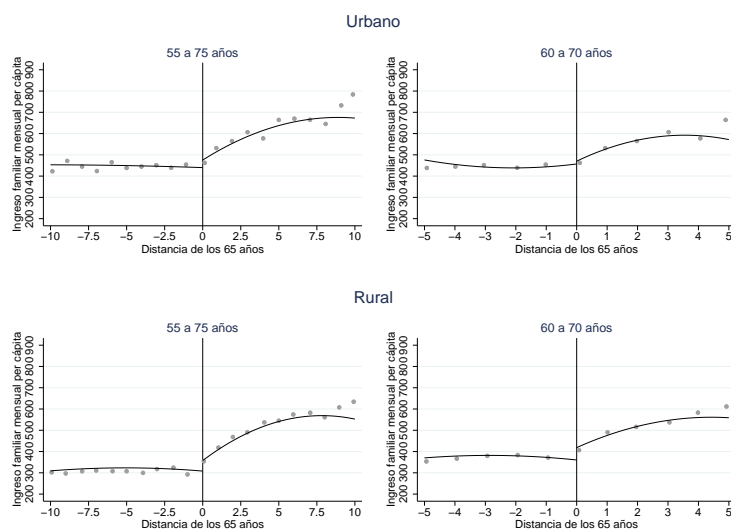 Urbano
55 a 75 años
60 a 70 años
Ingreso familiar mensual per cápita
200 300 400 500 600 700 800 900
−10 −7.5 −5 −2.5 0 2.5 5 7.5 10
Distancia de los 65 años
Ingreso familiar mensual per cápita
200 300 400 500 600 700 800 900
−5 −4 −3 −2 −1 0 1 2 3 4 5
Distancia de los 65 años
Rural
55 a 75 años
60 a 70 años
Ingreso familiar mensual per cápita
200 300 400 500 600 700 800 900
−10 −7.5 −5 −2.5 0 2.5 5 7.5 10
Distancia de los 65 años
Ingreso familiar mensual per cápita
200 300 400 500 600 700 800 900
−5 −4 −3 −2 −1 0 1 2 3 4 5
Distancia de los 65 años